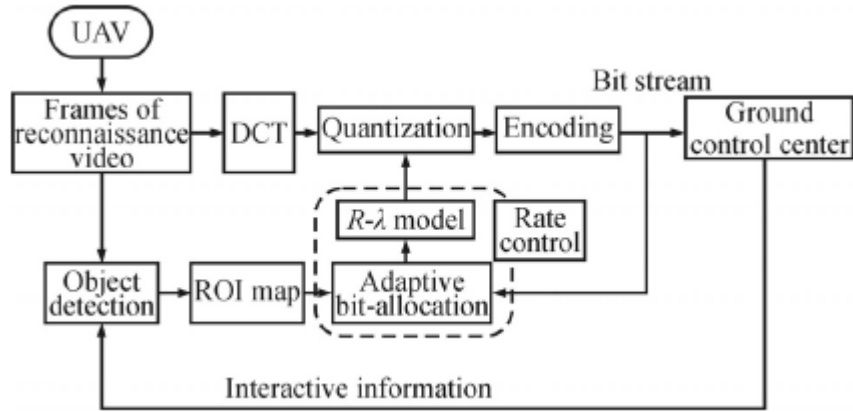 UAV
Bit stream
Frames of
reconnaissance
video
DCT
Quantization
Encoding
Ground
control center
R-λ model
Rate
control
Object
detection
ROI map
Adaptive
bit-allocation
Interactive information